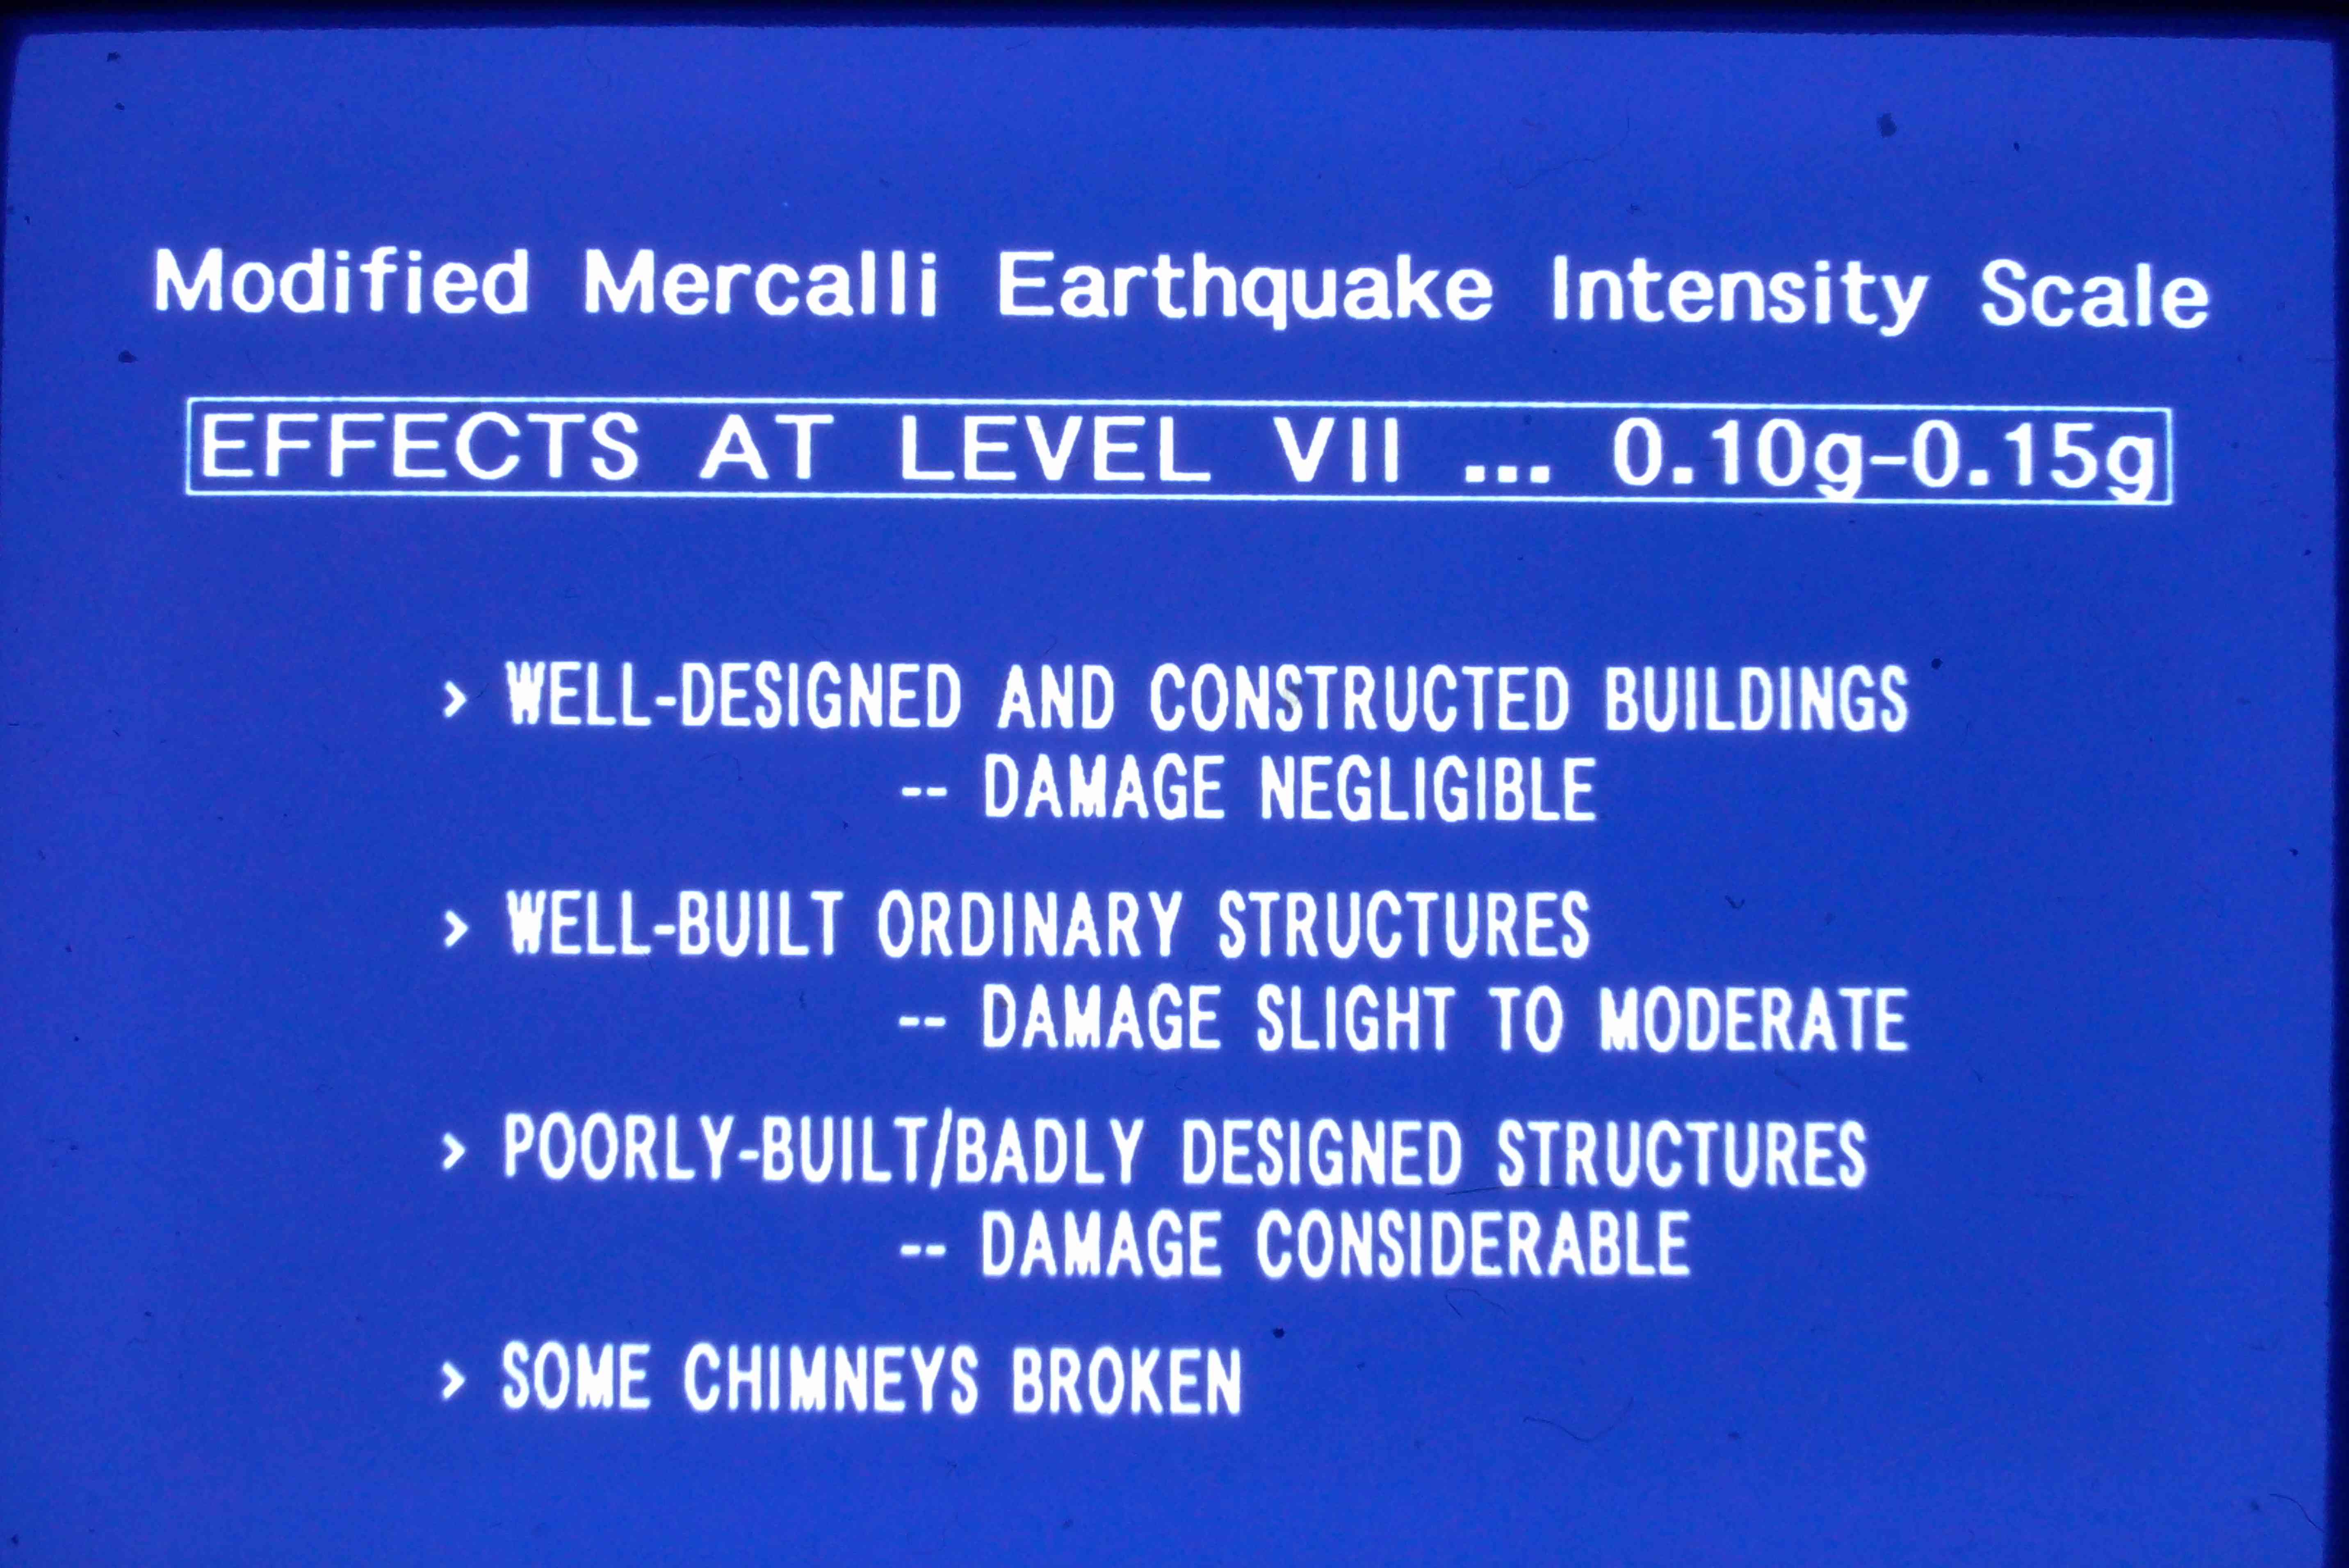 Modified Mercalli Earthquake Intensity Scale
EFFECTS AT LEVEL VII ... 0.10g-0.15g
> WELL-DESIGNED AND CONSTRUCTED BUILDINGS
-- DAMAGE NEGLIGIBLE
> WELL-BUILT ORDINARY STRUCTURES
-- DAMAGE SLIGHT TO MODERATE
> POORLY-BUILT/BADLY DESIGNED STRUCTURES
-- DAMAGE CONSIDERABLE
> SOME CHIMNEYS BROKEN